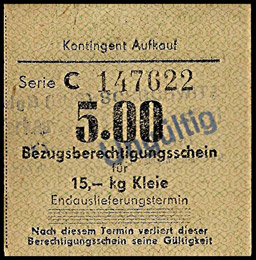 Kontingent Aufkauf
Serie C 147622
5.00
Ungültig
Bezugsberechtigungsschein
für
15,— kg Kleie
Endauslieferungstermin
Nach diesem Termin verliert dieser
Berechtigungsschein seine Gültigkeit